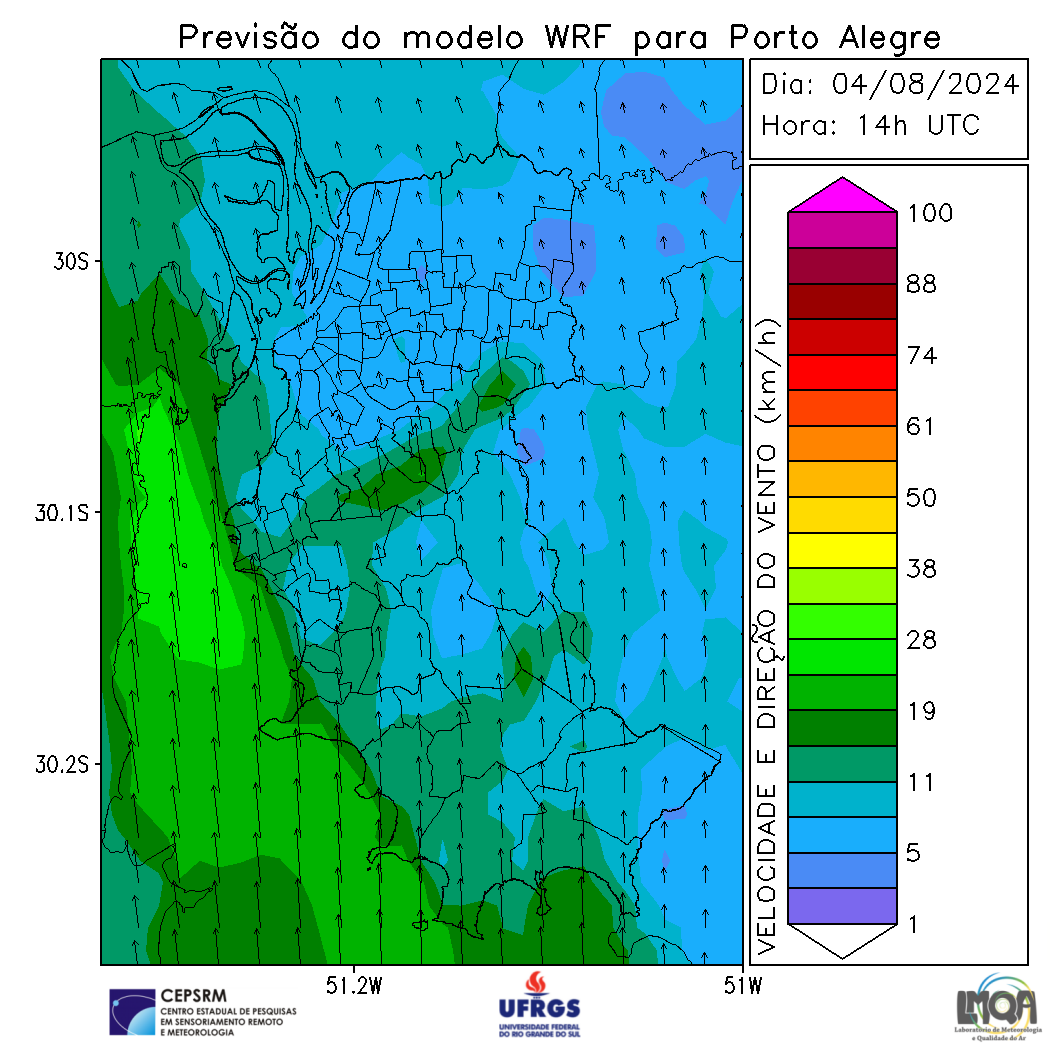 Previsão do modelo WRF para Porto Alegre
Dia: 04/08/2024
Hora: 14h UTC
30S
30.1S
30.2S
51.2W
51W
VELOCIDADE E DIREÇÃO DO VENTO (km/h)
100
88
74
61
50
38
28
19
11
5
1
CEPSRM
CENTRO ESTADUAL DE PESQUISAS
EM SENSORIAMENTO REMOTO
E METEOROLOGIA
UFRGS
UNIVERSIDADE FEDERAL
DO RIO GRANDE DO SUL
LMQA
Laboratório de Meteorologia
e Qualidade do Ar